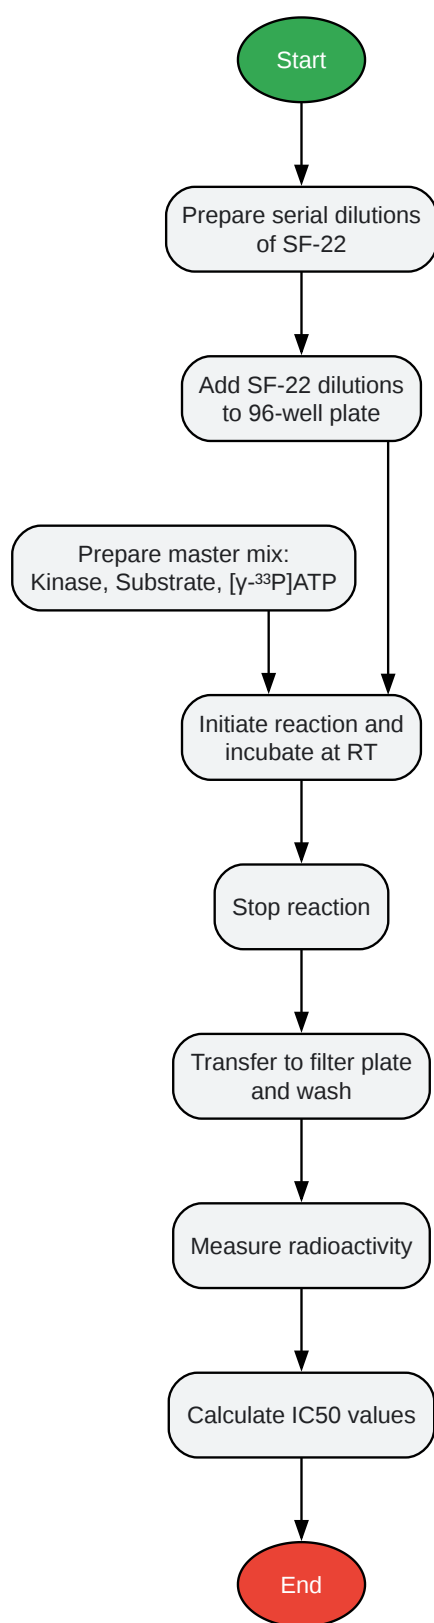 Start
Prepare serial dilutions
of SF-22
Add SF-22 dilutions
to 96-well plate
Prepare master mix:
Kinase, Substrate, [γ-³³P]ATP
Initiate reaction and
incubate at RT
Stop reaction
Transfer to filter plate
and wash
Measure radioactivity
Calculate IC50 values
End